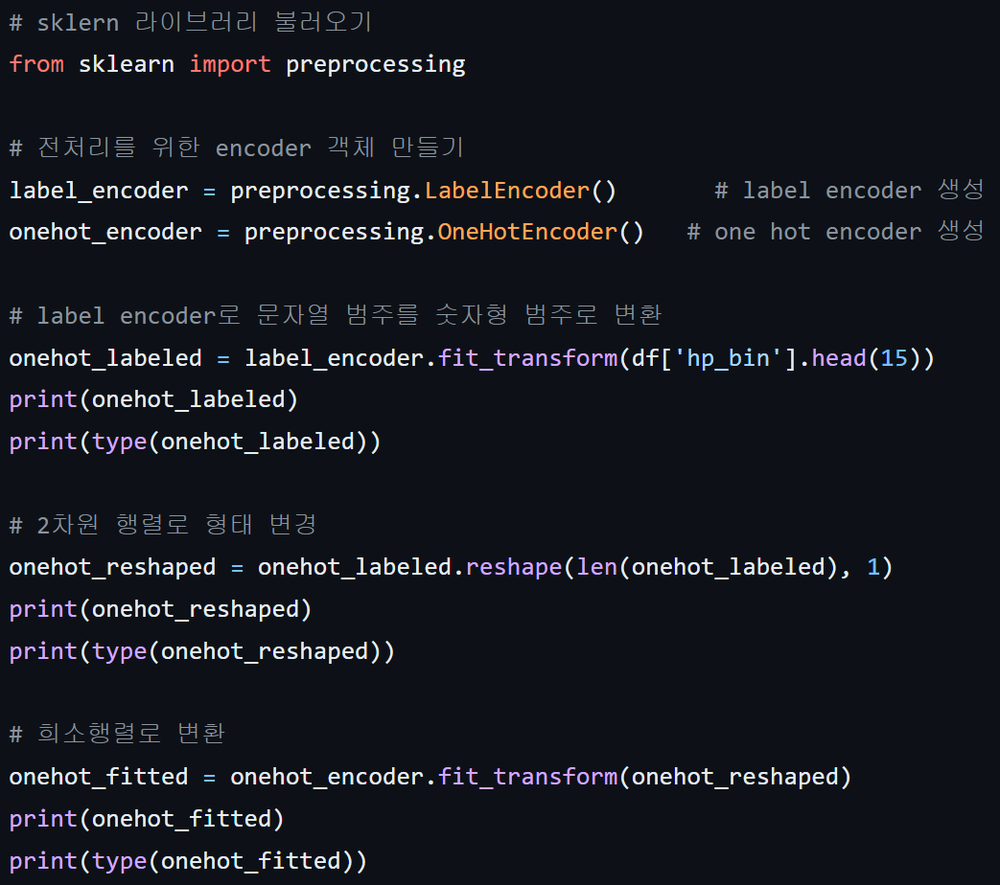 # sklern 라이브러리 불러오기
from sklearn import preprocessing
# 전처리를 위한 encoder 객체 만들기
label_encoder = preprocessing.LabelEncoder()       # label encoder 생성
onehot_encoder = preprocessing.OneHotEncoder()   # one hot encoder 생성
# label encoder로 문자열 범주를 숫자형 범주로 변환
onehot_labeled = label_encoder.fit_transform(df['hp_bin'].head(15))
print(onehot_labeled)
print(type(onehot_labeled))
# 2차원 행렬로 형태 변경
onehot_reshaped = onehot_labeled.reshape(len(onehot_labeled), 1)
print(onehot_reshaped)
print(type(onehot_reshaped))
# 희소행렬로 변환
onehot_fitted = onehot_encoder.fit_transform(onehot_reshaped)
print(onehot_fitted)
print(type(onehot_fitted))